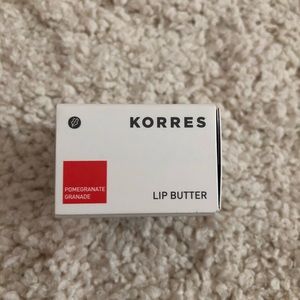 KORRES
POMEGRANATE
GRANADE
LIP BUTTER